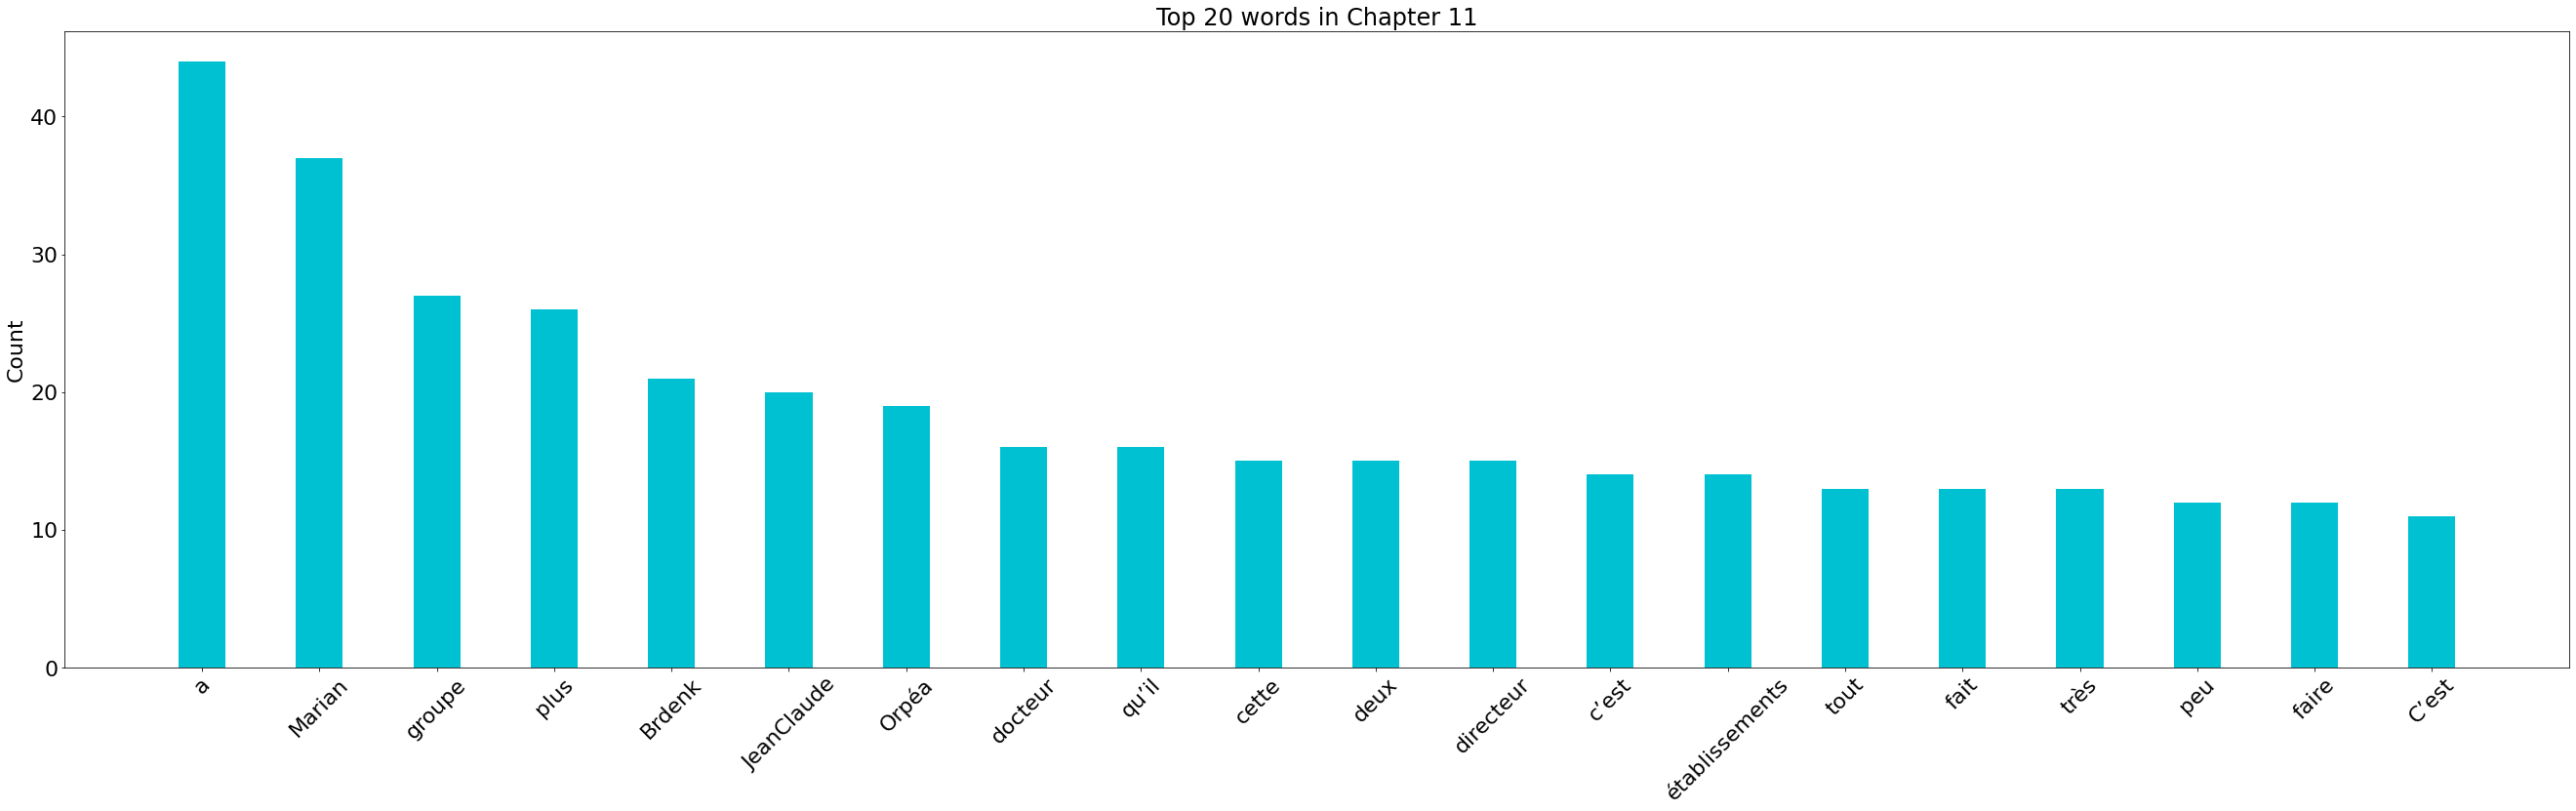 Top 20 words in Chapter 11
Count
40
30
20
10
0
a
Marian
groupe
plus
Brdenk
JeanClaude
Orpéa
docteur
qu’il
cette
deux
directeur
c’est
établissements
tout
fait
très
peu
faire
C’est